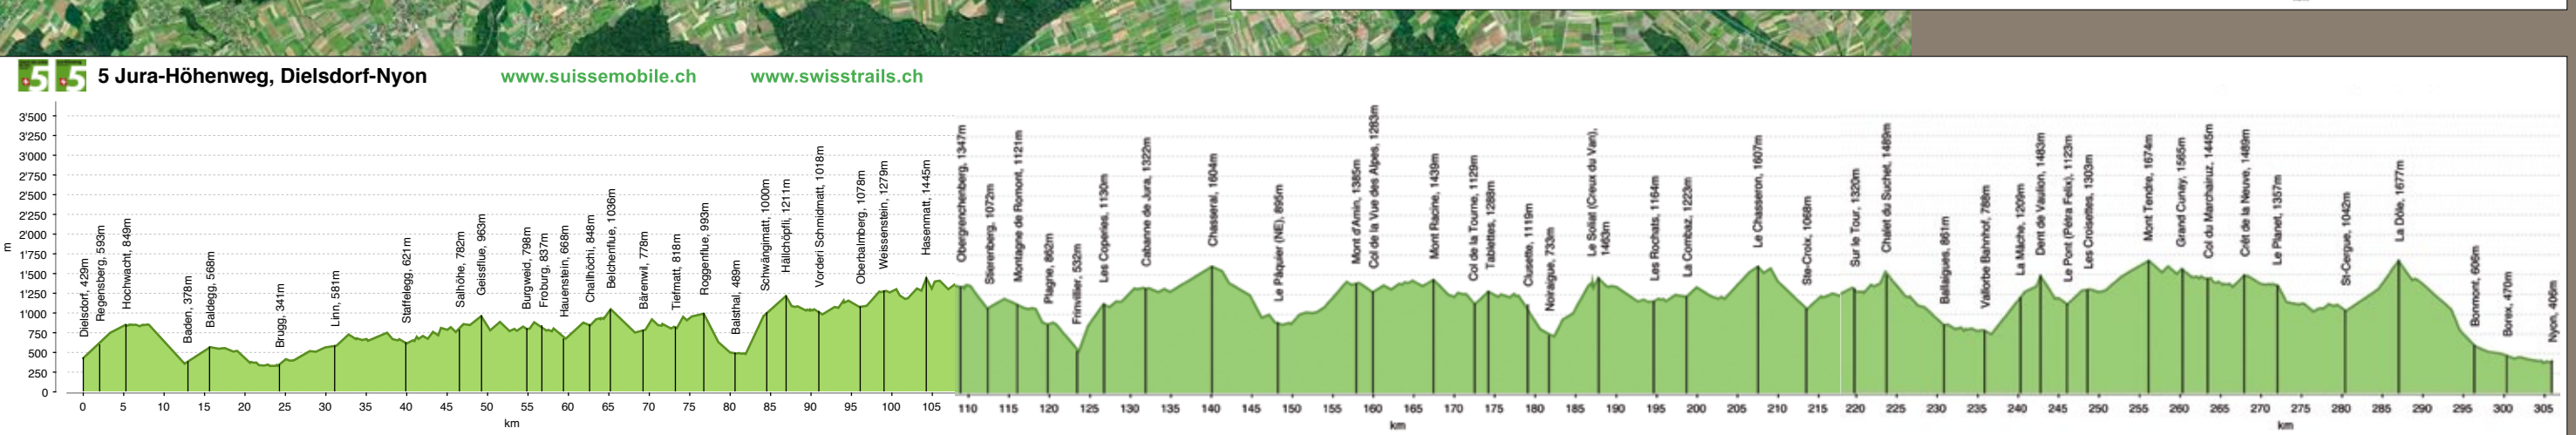 5 5 5 Jura-Höhenweg, Dielsdorf-Nyon www.suissemobile.ch www.swisstrails.ch
3'500
3'250
3'000
2'750
2'500
2'250
2'000
1'750
1'500
1'250
1'000
750
500
250
0
m
Dielsdorf, 429m
Regensberg, 593m
Hochwacht, 849m
Baden, 378m
Baldegg, 568m
Brugg, 341m
Linn, 581m
Staffelegg, 621m
Salhöhe, 782m
Geissflue, 963m
Burgweid, 798m
Froburg, 837m
Hauenstein, 668m
Challhöchi, 848m
Belchenflue, 1036m
Bärenwil, 778m
Tiefmatt, 818m
Roggenflue, 993m
Balsthal, 489m
Schwängimatt, 1000m
Hällchöpfli, 1211m
Vorderi Schmidmatt, 1018m
Oberbalmberg, 1078m
Weissenstein, 1279m
Hasenmatt, 1445m
Obergrenchenberg, 1347m
Stierenberg, 1072m
Montagne de Romont, 1121m
Plagne, 862m
Frinvillier, 532m
Les Coperies, 1130m
Cabanne de Jura, 1322m
Chasseral, 1604m
Le Pâquier (NE), 895m
Mont d'Amin, 1385m
Col de la Vue des Alpes, 1283m
Mont Racine, 1439m
Col de la Tourne, 1129m
Tablettes, 1288m
Clusette, 1119m
Noiraigue, 733m
Le Soliat (Creux du Van),
1463m
Les Rochats, 1164m
La Combaz, 1223m
Le Chasseron, 1607m
Ste-Croix, 1068m
Sur le Tour, 1320m
Chalet du Suchet, 1489m
Ballaigues, 861m
Vallorbe Bahnhof, 788m
La Mâche, 1209m
Dent de Vaulion, 1483m
Le Pont (Pétra Felix), 1123m
Les Croisettes, 1303m
Mont Tendre, 1674m
Grand Cunay, 1565m
Col du Marchairuz, 1445m
Crêt de la Neuve, 1489m
Le Planet, 1357m
St-Cergue, 1042m
La Dôle, 1677m
Bonmont, 606m
Borex, 470m
Nyon, 406m
0 5 10 15 20 25 30 35 40 45 50 55 60 65 70 75 80 85 90 95 100 105 110 115 120 125 130 135 140 145 150 155 160 165 170 175 180 185 190 195 200 205 210 215 220 225 230 235 240 245 250 255 260 265 270 275 280 285 290 295 300 305
km km km